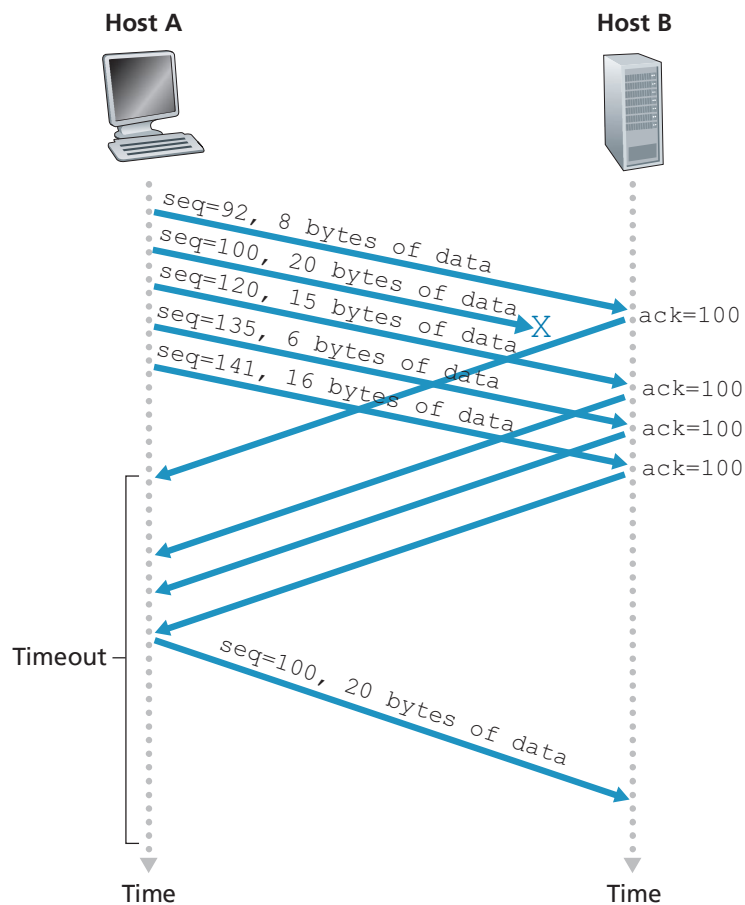 Host A
Host B
seq=92, 8 bytes of data
seq=100, 20 bytes of data
X
seq=120, 15 bytes of data
seq=135, 6 bytes of data
seq=141, 16 bytes of data
ack=100
ack=100
ack=100
ack=100
Timeout
seq=100, 20 bytes of data
Time
Time